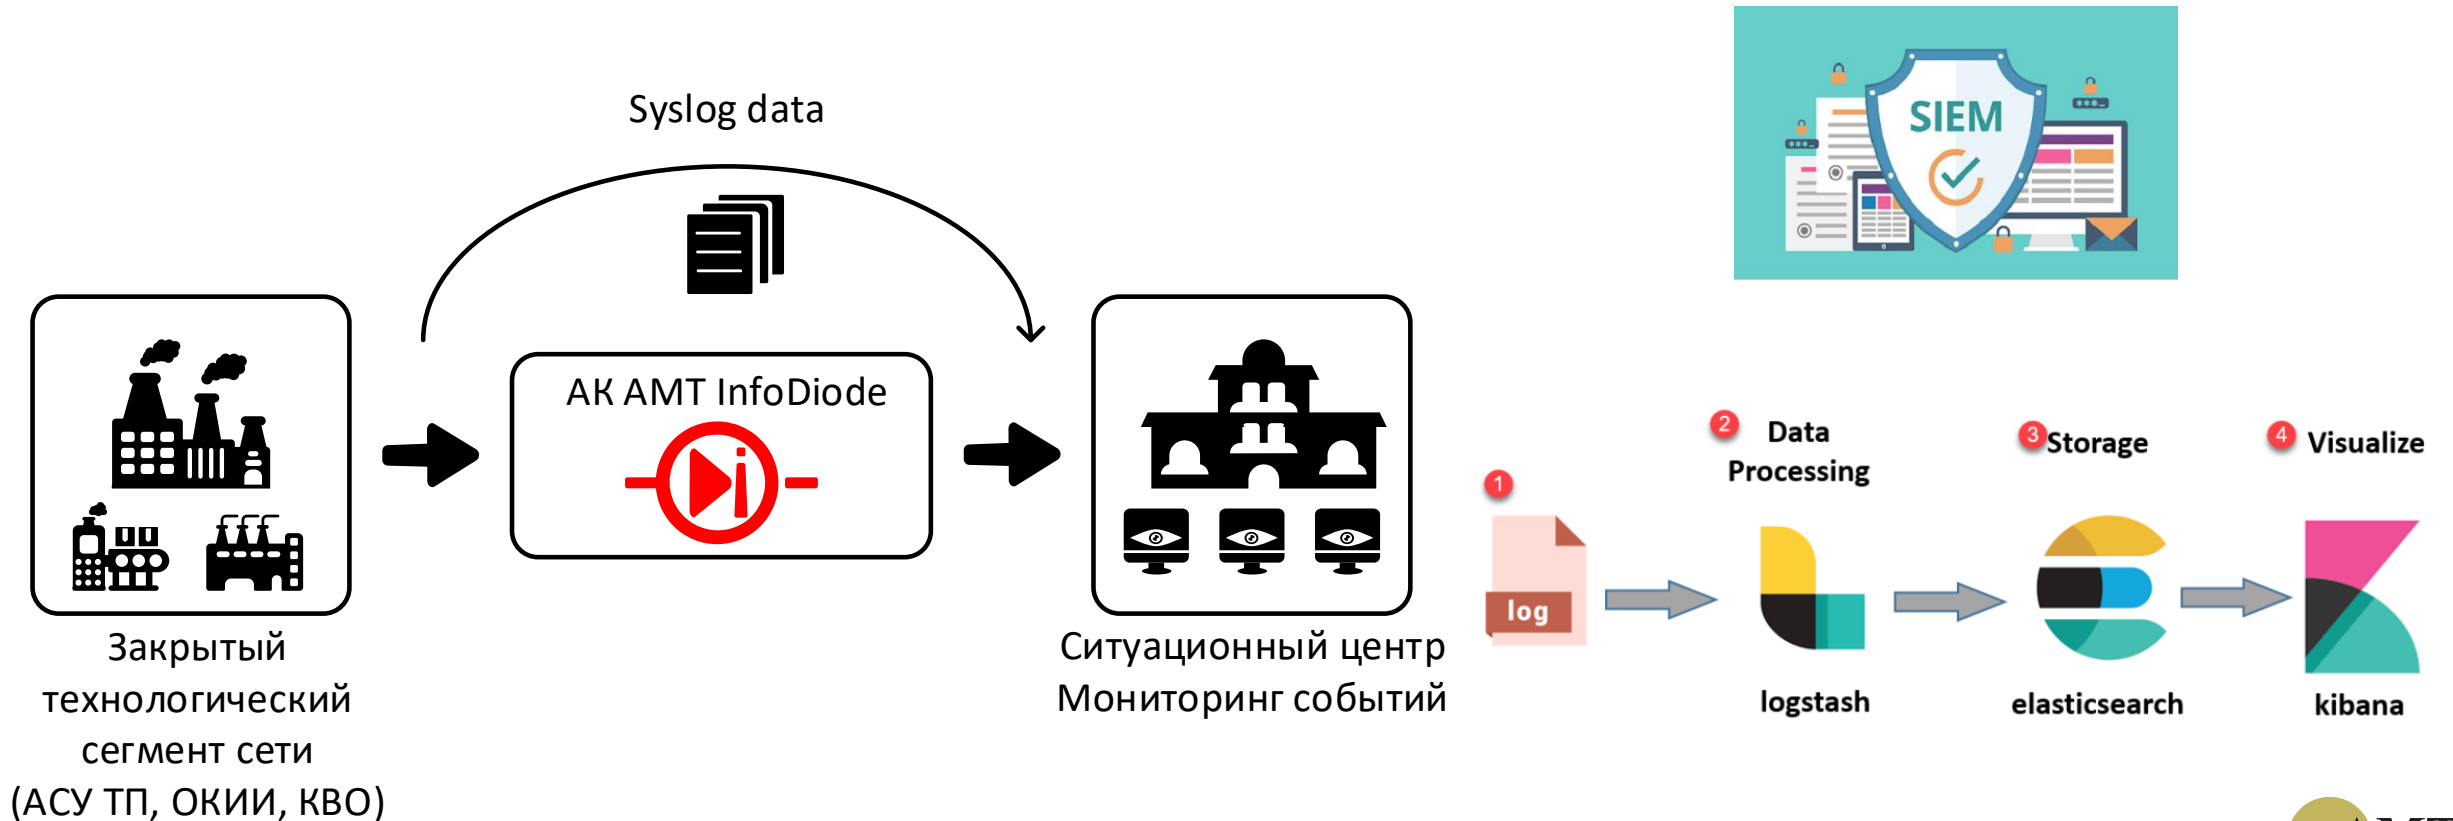 Syslog data
SIEM
АК АМТ InfoDiode
Закрытый
технологический
сегмент сети
(АСУ ТП, ОКИИ, КВО)
Ситуационный центр
Мониторинг событий
1
log
2
Data
Processing
logstash
3
Storage
elasticsearch
4
Visualize
kibana